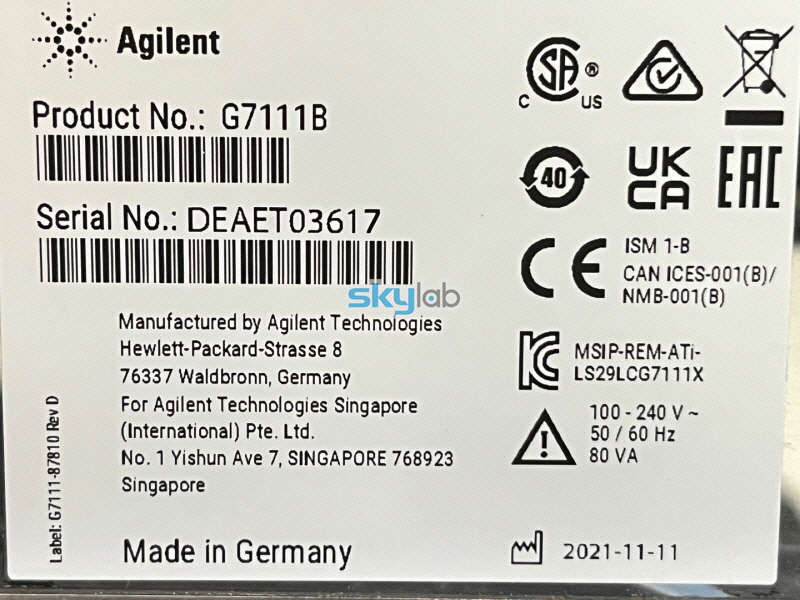 Agilent
Product No.: G7111B
Serial No.: DEAET03617
skylab
Manufactured by Agilent Technologies
Hewlett-Packard-Strasse 8
76337 Waldbronn, Germany
For Agilent Technologies Singapore
(International) Pte. Ltd.
No. 1 Yishun Ave 7, SINGAPORE 768923
Singapore
Made in Germany
Label: G7111-87810 Rev D
C SA ® US
40
UK
CA
EAC
CE
ISM 1-B
CAN ICES-001(B)/
NMB-001(B)
KC
MSIP-REM-ATi-
LS29LCG7111X
100 - 240 V ~
50 / 60 Hz
80 VA
2021-11-11